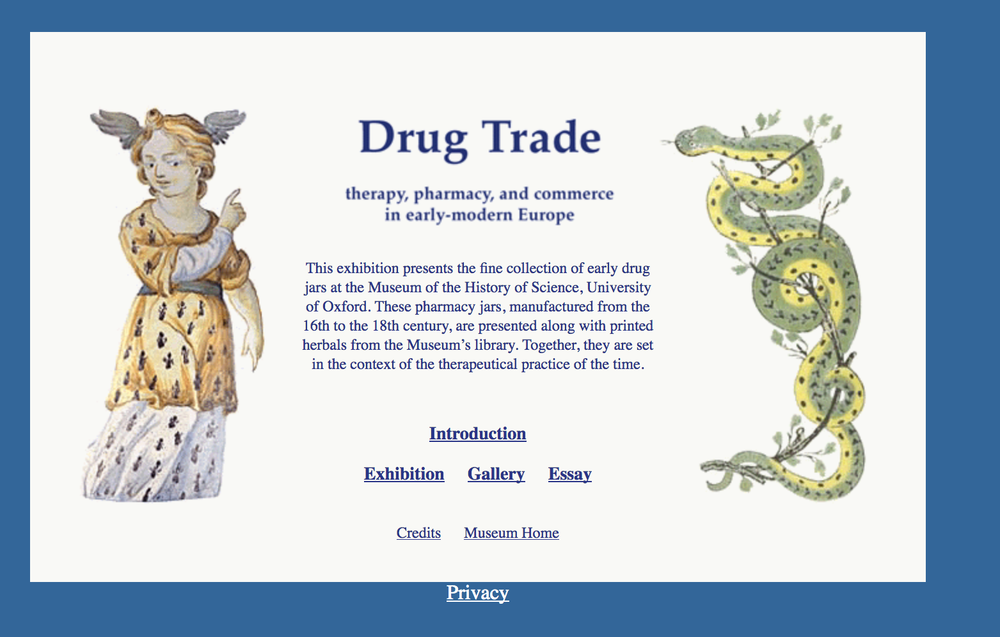 Drug Trade
therapy, pharmacy, and commerce
in early-modern Europe
This exhibition presents the fine collection of early drug
jars at the Museum of the History of Science, University
of Oxford. These pharmacy jars, manufactured from the
16th to the 18th century, are presented along with printed
herbals from the Museum’s library. Together, they are set
in the context of the therapeutical practice of the time.
Introduction
Exhibition Gallery Essay
Credits Museum Home
Privacy